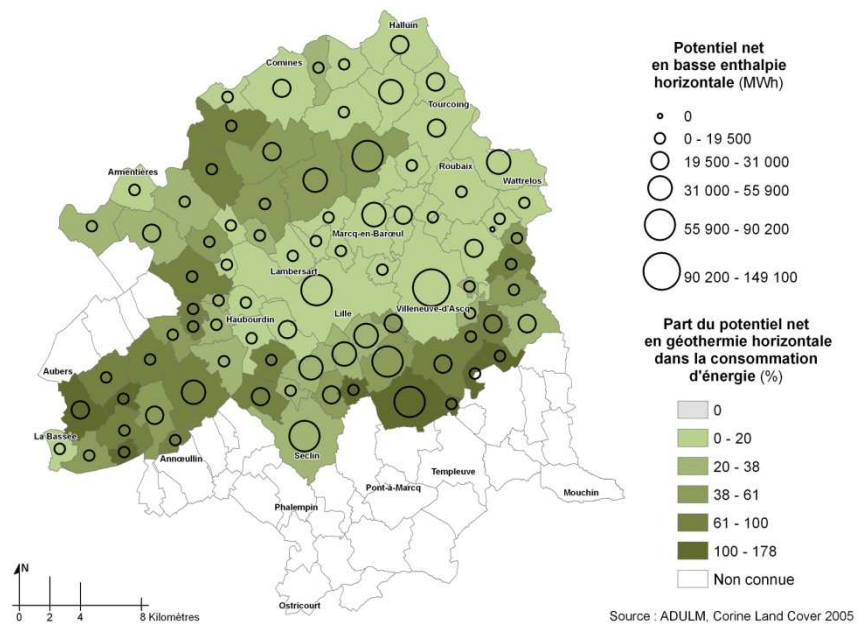 Halluin
Comines
Tourcoing
Armentières
Roubaix
Wattrelos
Marcq-en-Barœul
Lambersart
Lille
Villeneuve-d'Ascq
Haubourdin
Aubers
La Bassée
Annœullin
Seclin
Templeuve
Pont-à-Marcq
Mouchin
Phalempin
Ostricourt
N
0 2 4 8 Kilomètres
Potentiel net
en basse enthalpie
horizontale (MWh)
0
0 - 19 500
19 500 - 31 000
31 000 - 55 900
55 900 - 90 200
90 200 - 149 100
Part du potentiel net
en géothermie horizontale
dans la consommation
d'énergie (%)
0
0 - 20
20 - 38
38 - 61
61 - 100
100 - 178
Non connue
Source : ADULM, Corine Land Cover 2005